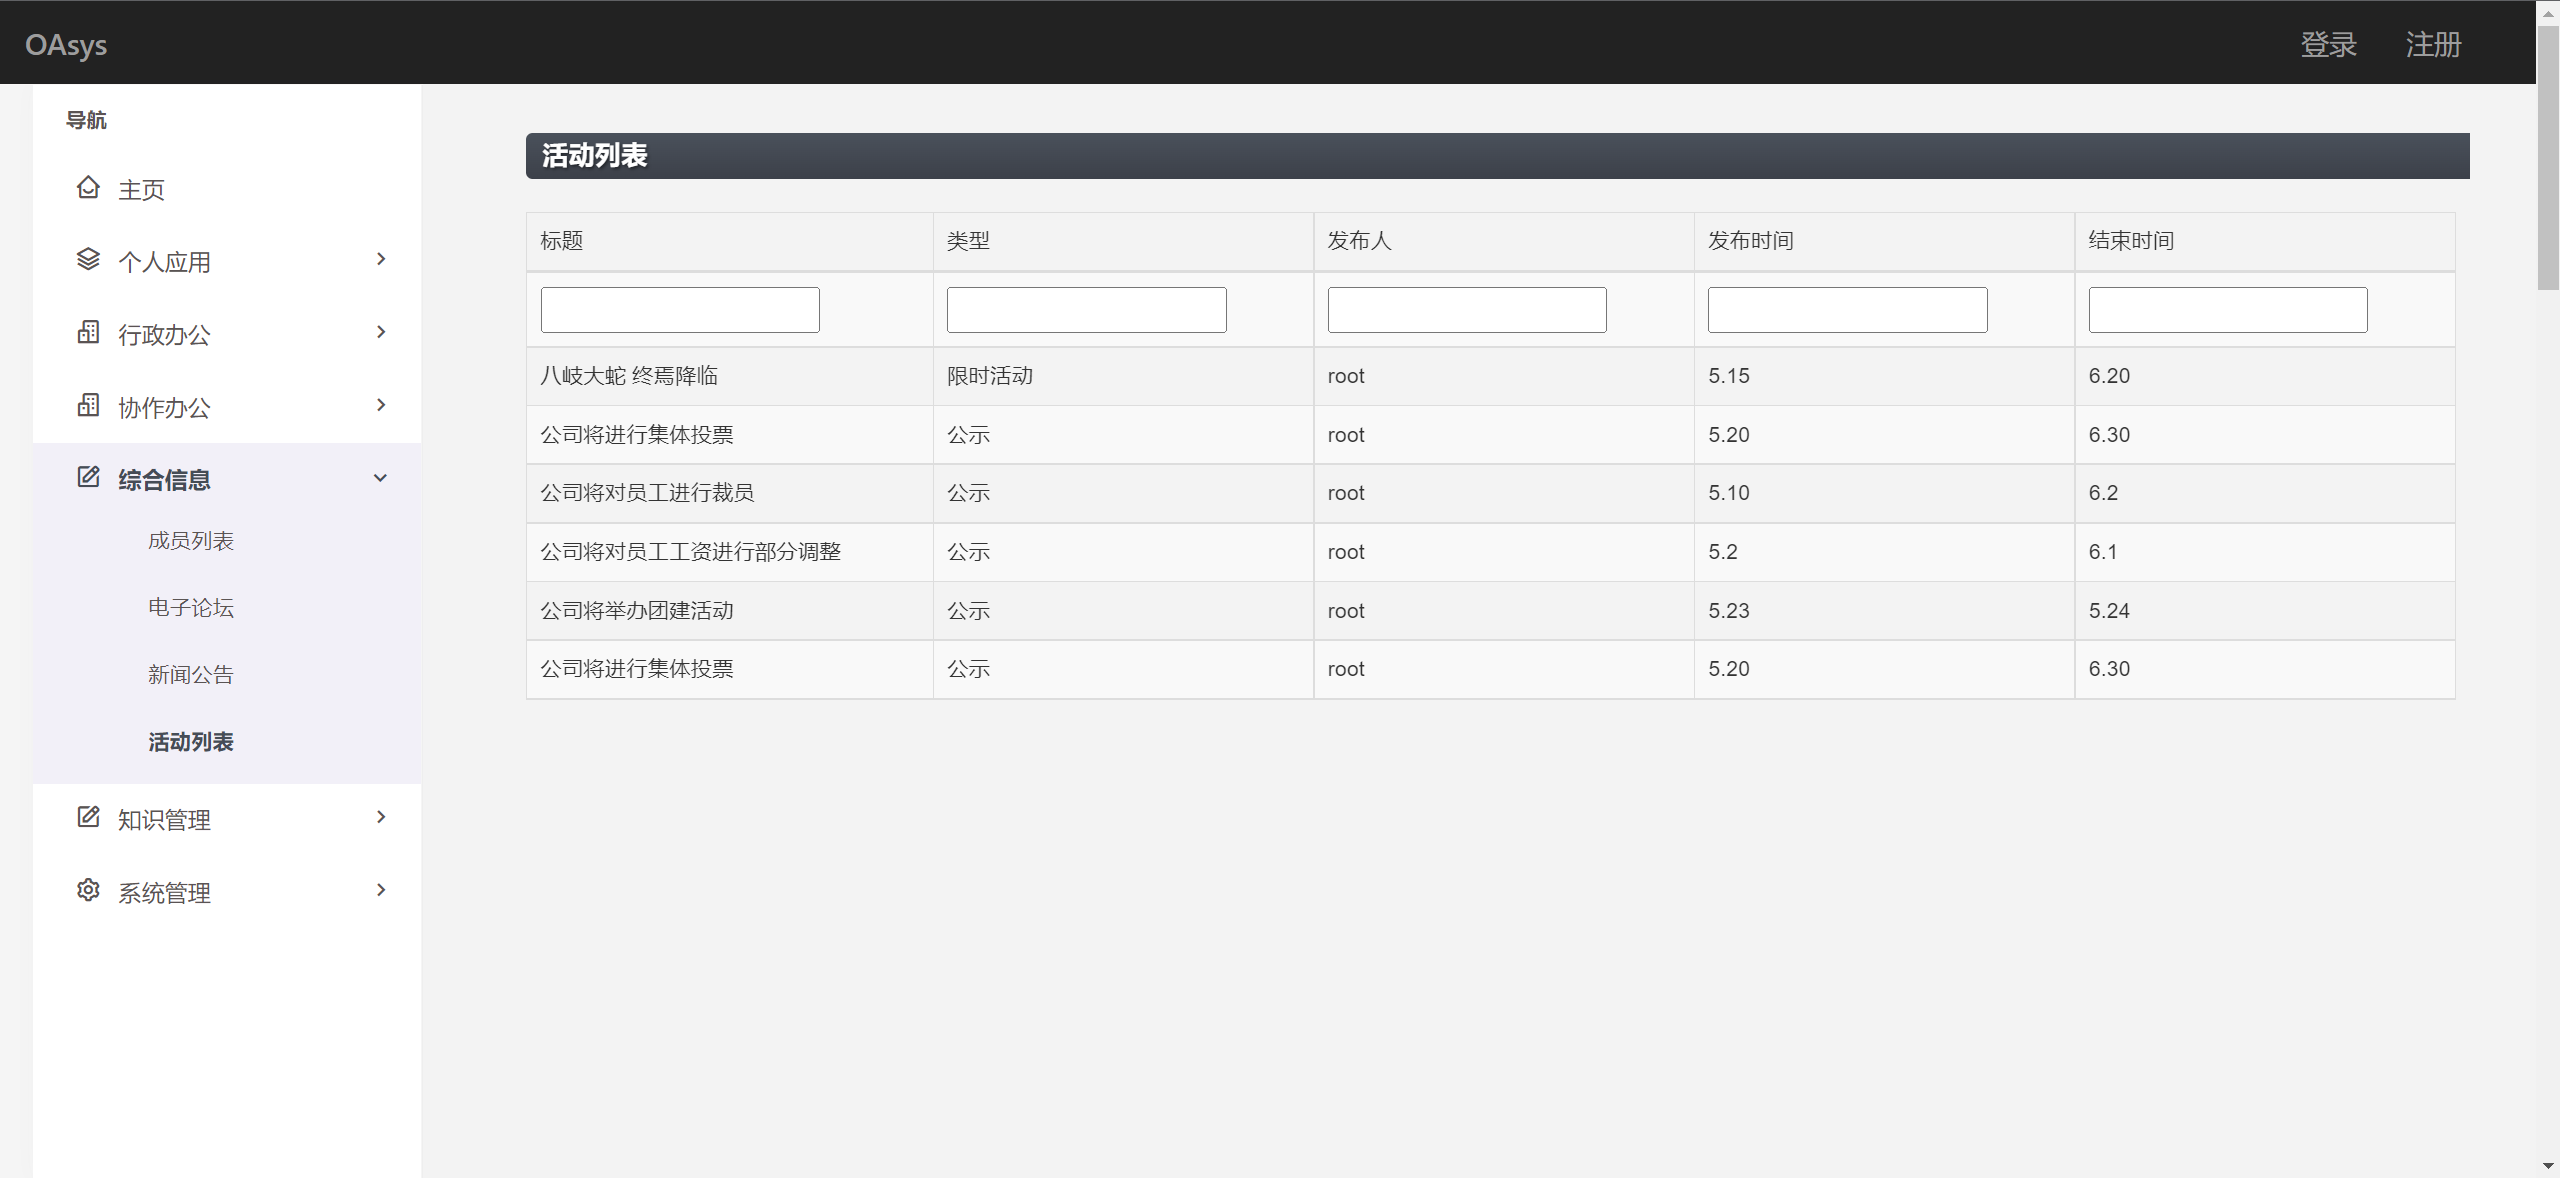 OAsys 登录 注册
导航
主页
个人应用
行政办公
协作办公
综合信息
成员列表
电子论坛
新闻公告
活动列表
知识管理
系统管理
活动列表
标题 类型 发布人 发布时间 结束时间
八岐大蛇 终焉降临 限时活动 root 5.15 6.20
公司将进行集体投票 公示 root 5.20 6.30
公司将对员工进行裁员 公示 root 5.10 6.2
公司将对员工工资进行部分调整 公示 root 5.2 6.1
公司将举办团建活动 公示 root 5.23 5.24
公司将进行集体投票 公示 root 5.20 6.30